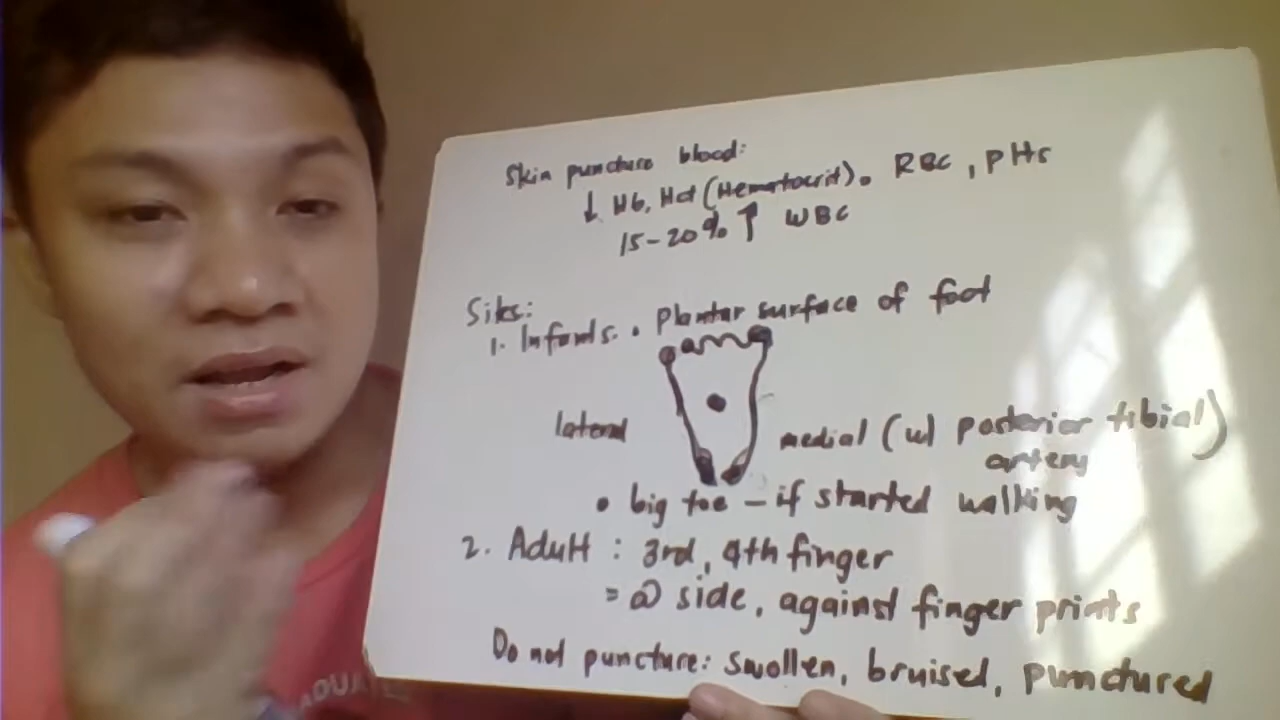 Skin puncture blood:
↓ Hb, Hct (Hematocrit). RBC, PHs
15-20% ↑ WBC
Sites:
1. Infants. • Plantar surface of foot
lateral
medial (w/ posterior tibial)
artery
• big toe – if started walking
2. Adult : 3rd, 4th finger
= @ side, against finger prints
Do not puncture: swollen, bruised, punctured